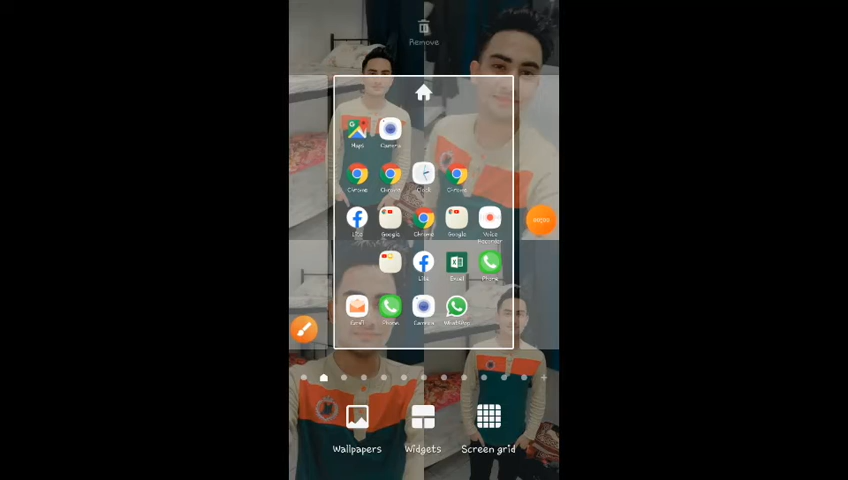 Remove
Maps Camera
Chrome Chrome Clock Chrome
Lite Google Chrome Google Voice
Recorder
Lite Excel Phone
Gmail Phone Camera WhatsApp
Wallpapers Widgets Screen grid